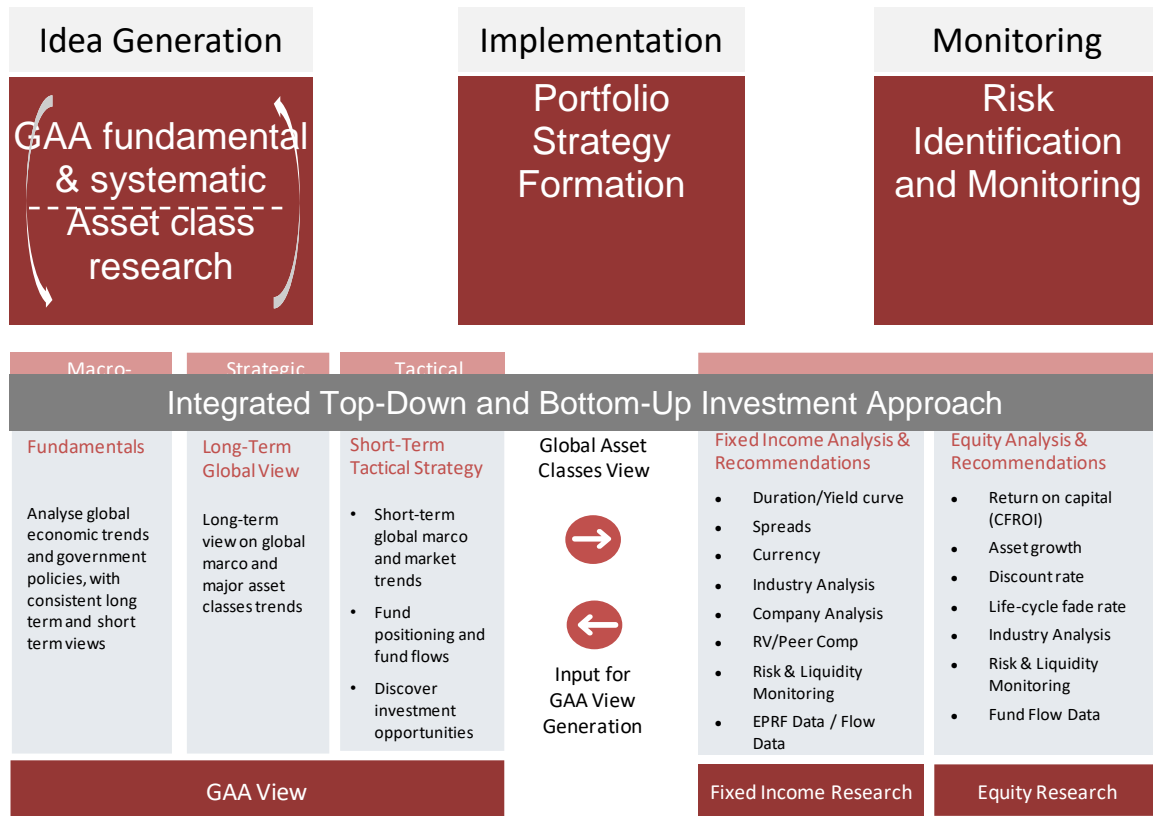 Idea Generation
Implementation
Monitoring
GAA fundamental
& systematic
Asset class
research
Portfolio
Strategy
Formation
Risk
Identification
and Monitoring
Macro-
Strategic
Tactical
Integrated Top-Down and Bottom-Up Investment Approach
Fundamentals
Analyse global
economic trends
and government
policies, with
consistent long
term and short
term views
Long-Term
Global View
Long-term
view on global
marco and
major asset
classes trends
Short-Term
Tactical Strategy
• Short-term
global marco
and market
trends
• Fund
positioning and
fund flows
• Discover
investment
opportunities
GAA View
Global Asset
Classes View
Input for
GAA View
Generation
Fixed Income Analysis &
Recommendations
• Duration/Yield curve
• Spreads
• Currency
• Industry Analysis
• Company Analysis
• RV/Peer Comp
• Risk & Liquidity
Monitoring
• EPRF Data / Flow
Data
Fixed Income Research
Equity Analysis &
Recommendations
• Return on capital
(CFROI)
• Asset growth
• Discount rate
• Life-cycle fade rate
• Industry Analysis
• Risk & Liquidity
Monitoring
• Fund Flow Data
Equity Research